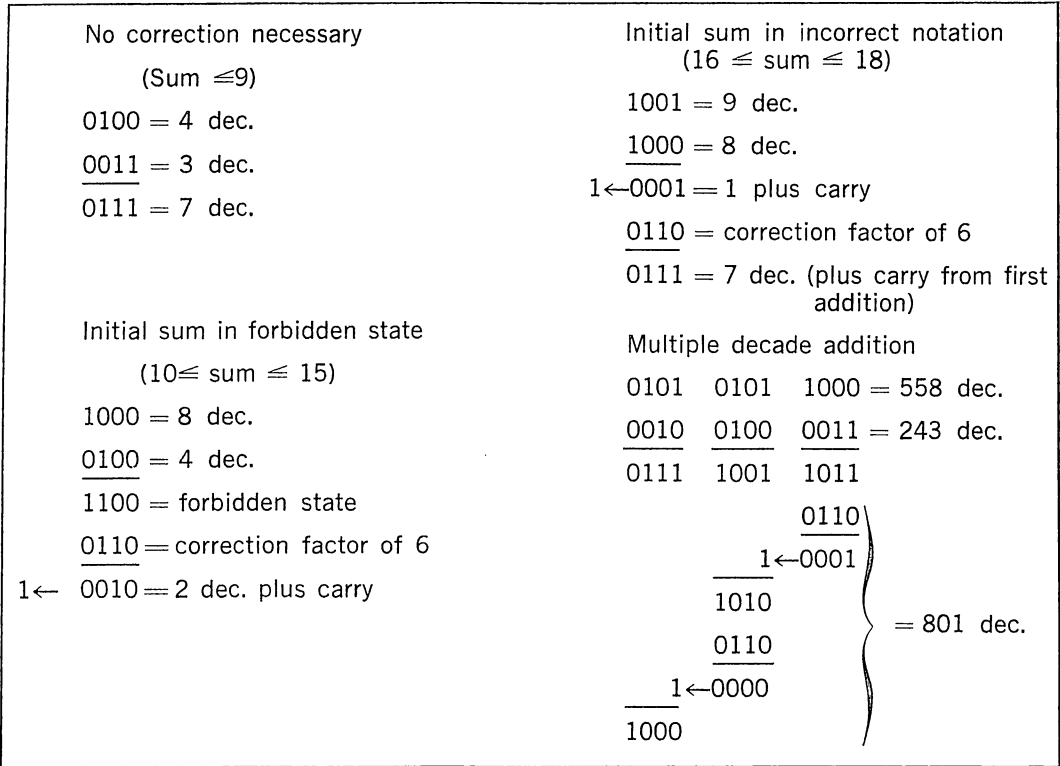 No correction necessary
(Sum ≦9)
0100 = 4 dec.
0011 = 3 dec.
0111 = 7 dec.
Initial sum in forbidden state
(10≦ sum ≦ 15)
1000 = 8 dec.
0100 = 4 dec.
1100 = forbidden state
0110 = correction factor of 6
1← 0010 = 2 dec. plus carry
Initial sum in incorrect notation
(16 ≦ sum ≦ 18)
1001 = 9 dec.
1000 = 8 dec.
1←0001 = 1 plus carry
0110 = correction factor of 6
0111 = 7 dec. (plus carry from first
addition)
Multiple decade addition
0101 0101 1000 = 558 dec.
0010 0100 0011 = 243 dec.
0111 1001 1011
0110
1←0001
1010
= 801 dec.
0110
1←0000
1000